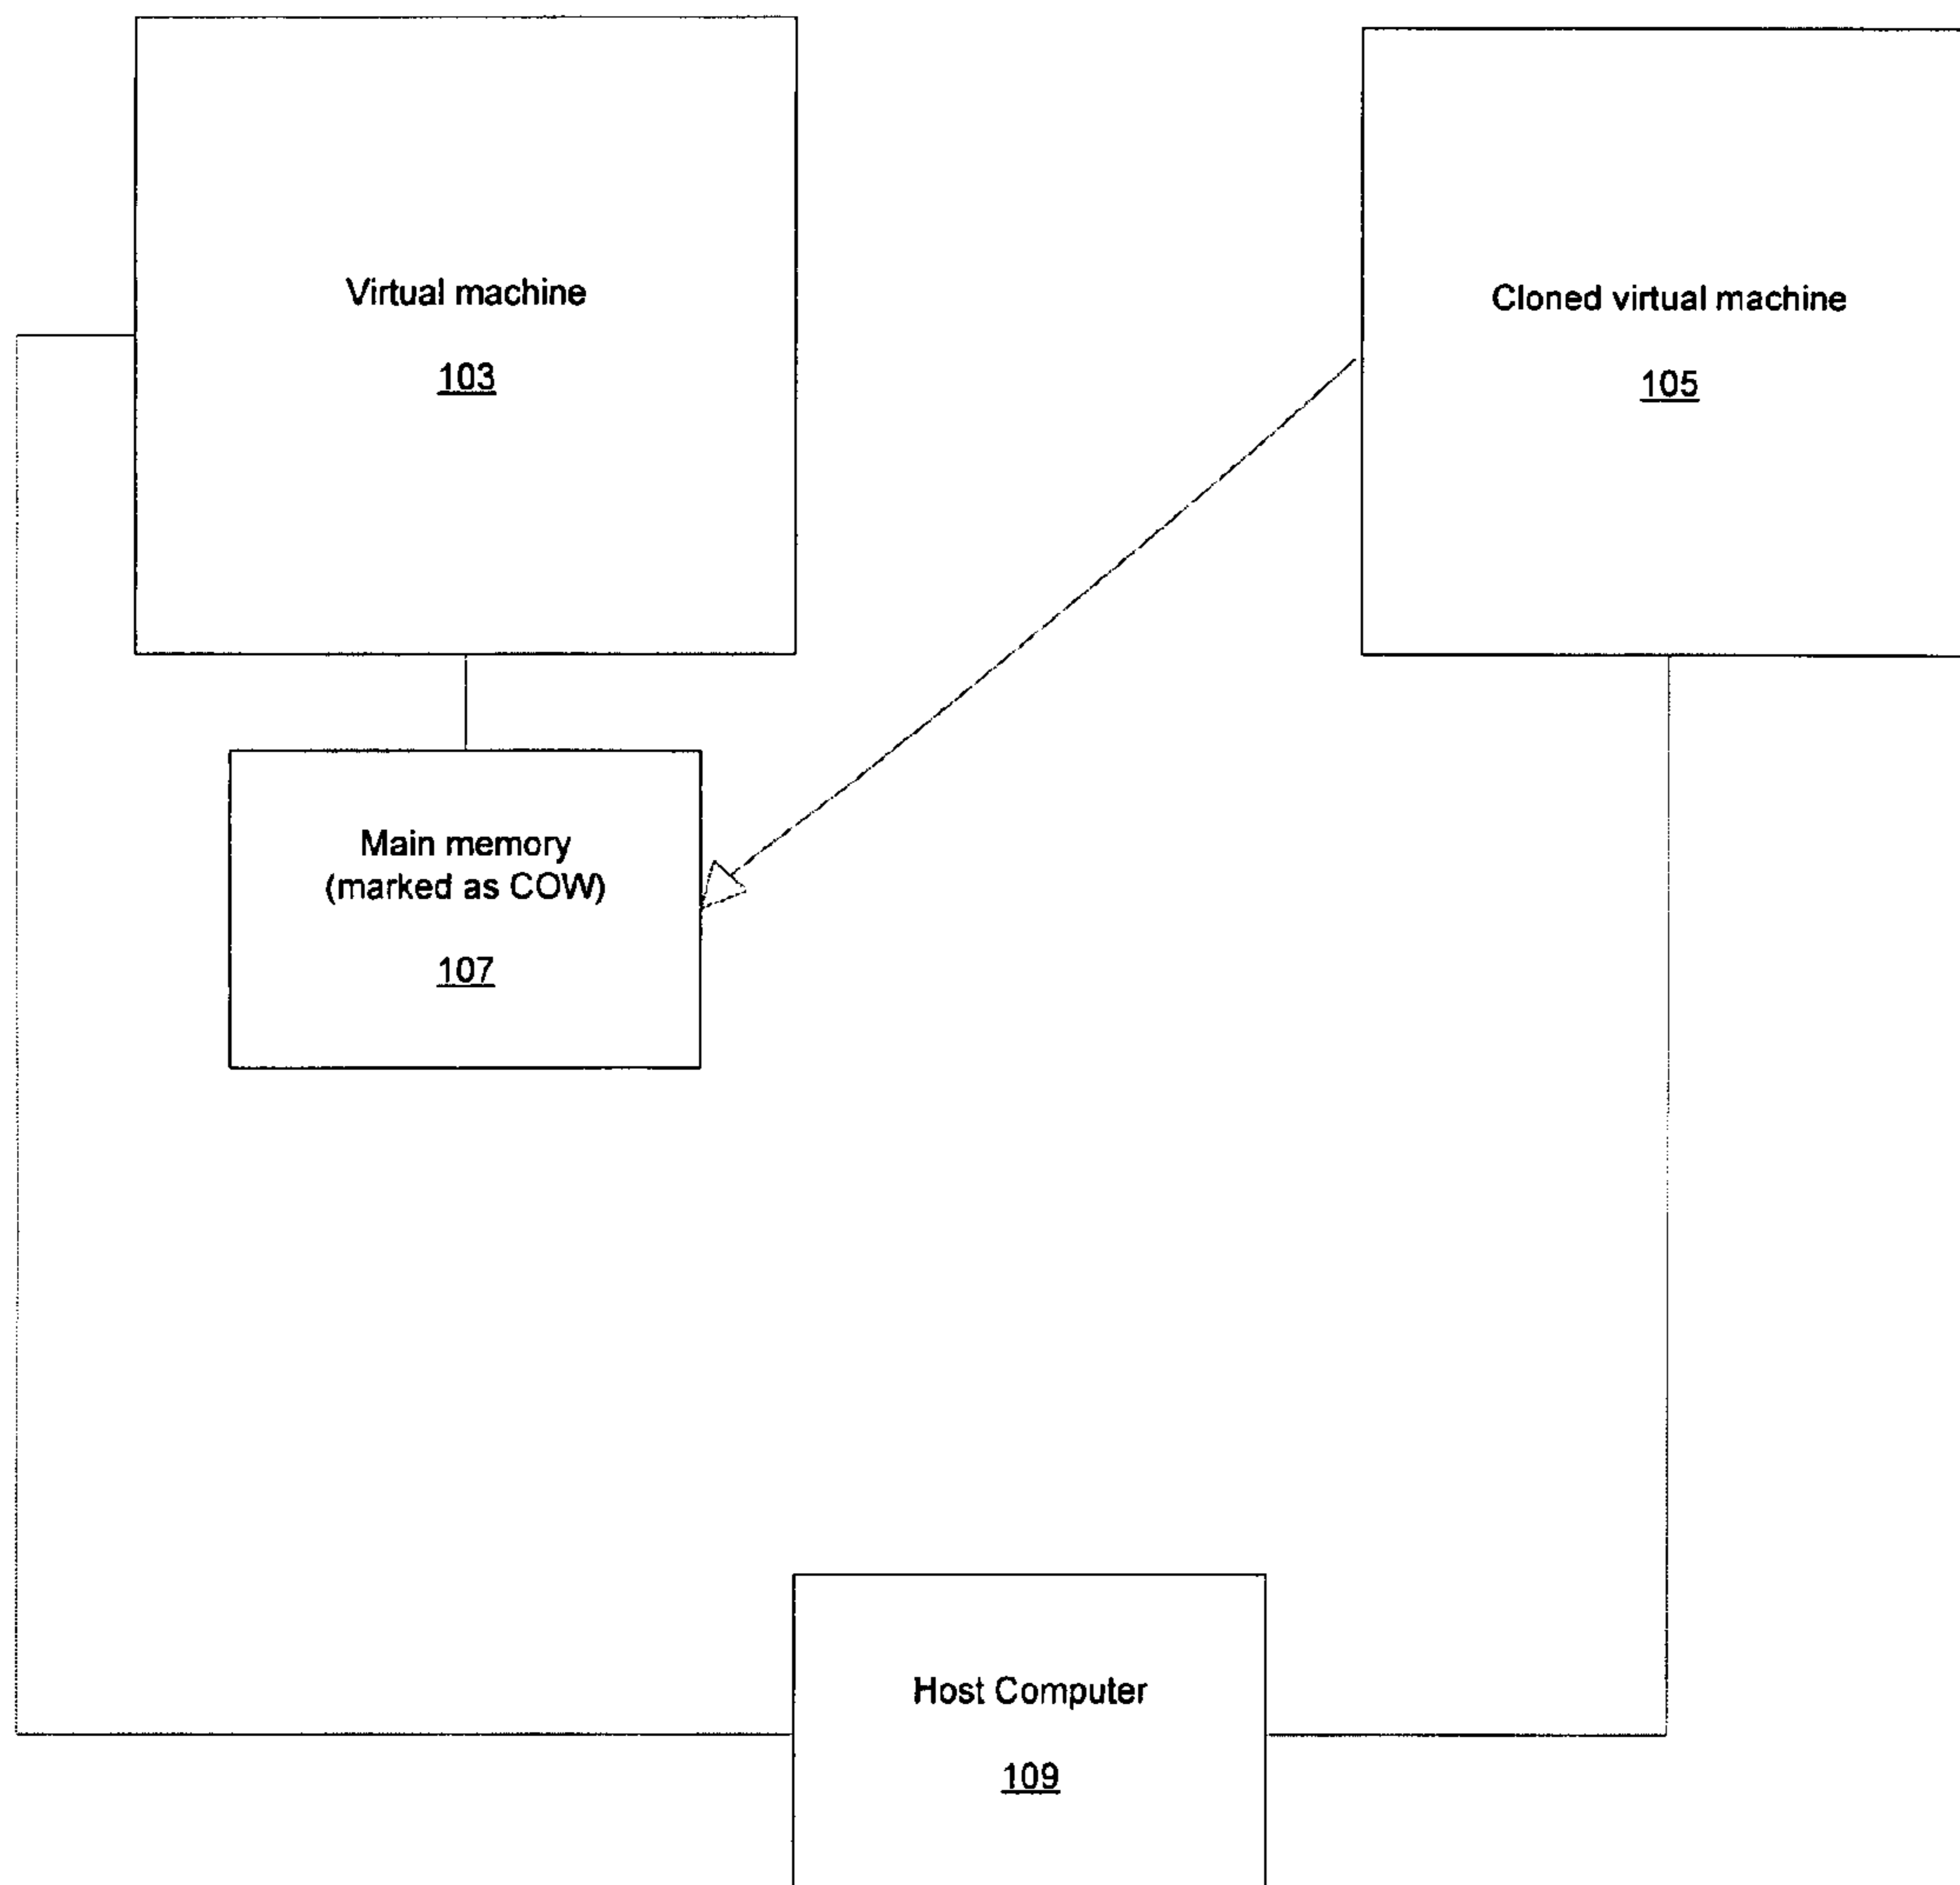 Virtual machine
103
Cloned virtual machine
105
Main memory
(marked as COW)
107
Host Computer
109